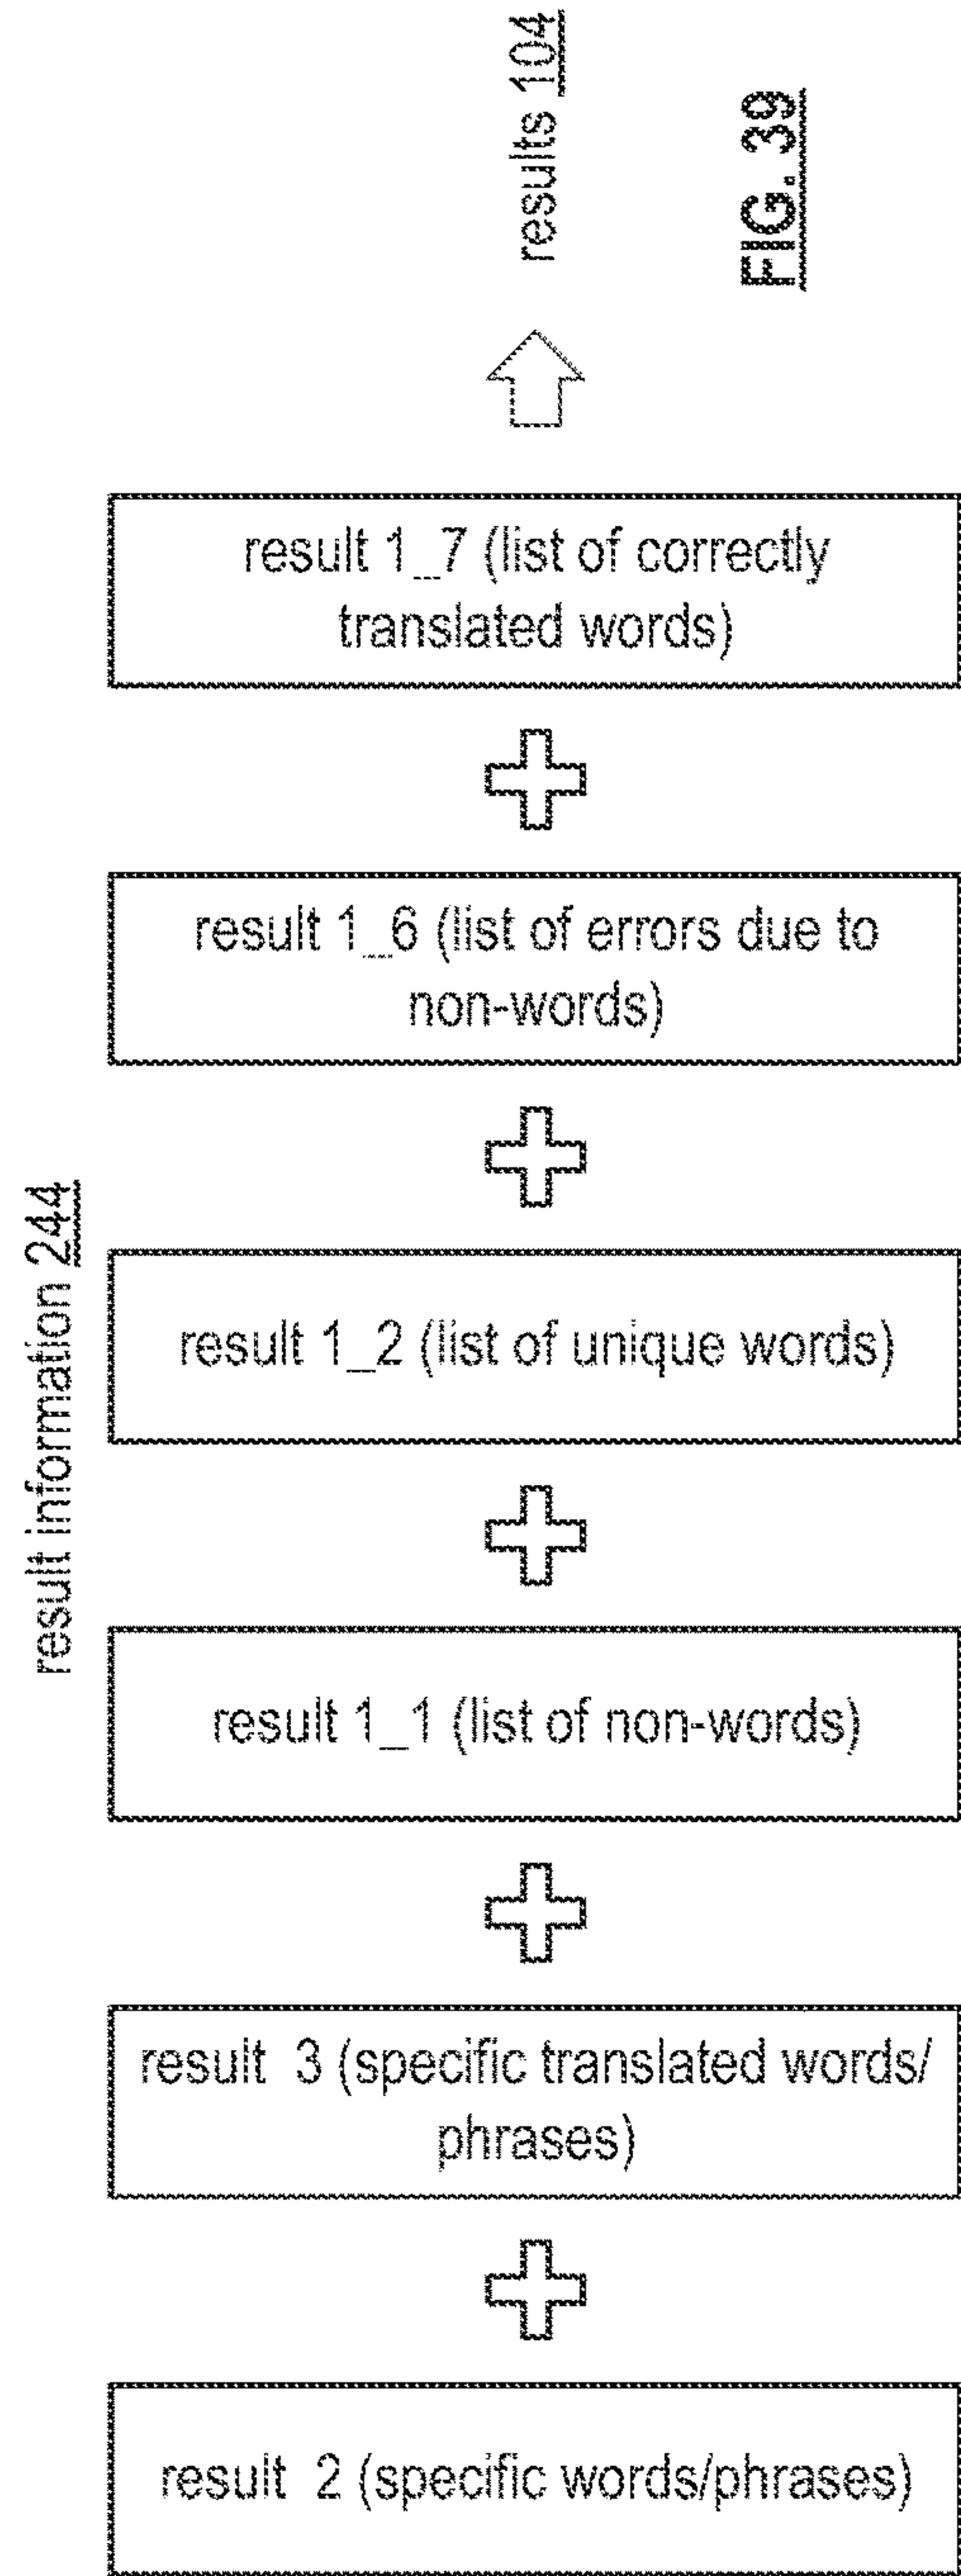 results 104
FIG. 39
result 1_7 (list of correctly
translated words)
result 1_6 (list of errors due to
non-words)
result information 244
result 1_2 (list of unique words)
result 1_1 (list of non-words)
result 3 (specific translated words/
phrases)
result 2 (specific words/phrases)